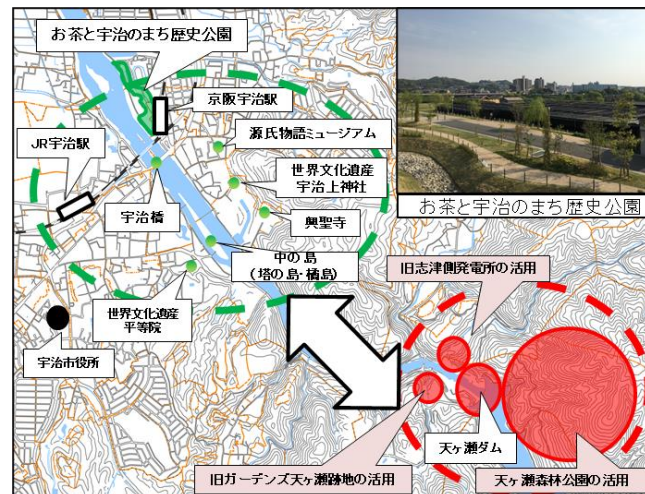 お茶と宇治のまち歴史公園
京阪宇治駅
源氏物語ミュージアム
JR宇治駅
世界文化遺産
宇治上神社
宇治橋
興聖寺
中の島
(塔の島・橘島)
世界文化遺産
平等院
宇治市役所
お茶と宇治のまち歴史公園
旧志津側発電所の活用
天ヶ瀬ダム
旧ガーデンズ天ヶ瀬跡地の活用
天ヶ瀬森林公園の活用